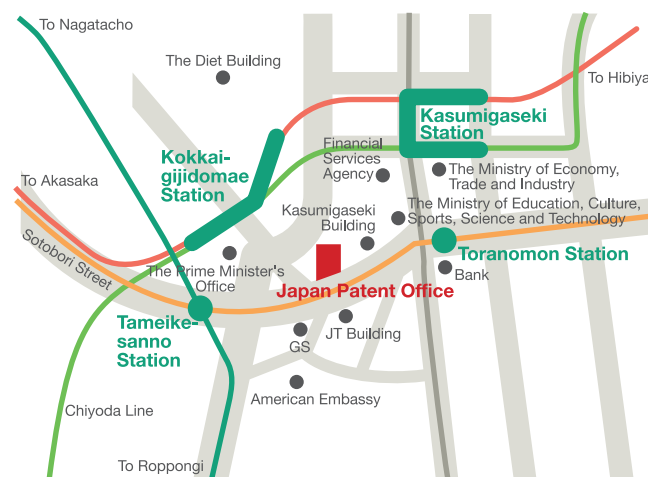 To Nagatacho
The Diet Building
To Hibiya
Kasumigaseki
Station
Financial
Services
Agency
Kokkai-
gijidomae
Station
The Ministry of Economy,
Trade and Industry
To Akasaka
The Ministry of Education, Culture,
Sports, Science and Technology
Kasumigaseki
Building
Sotobori Street
Toranomon Station
The Prime Minister's
Office
Bank
Japan Patent Office
Tameike-
sanno
Station
JT Building
GS
American Embassy
Chiyoda Line
To Roppongi